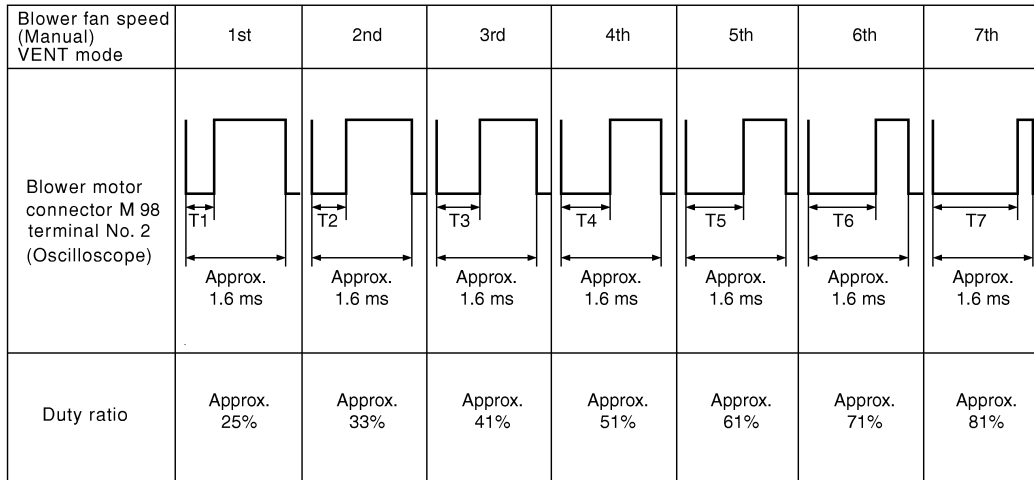 Blower fan speed
(Manual)
VENT mode
1st
2nd
3rd
4th
5th
6th
7th
Blower motor
connector M 98
terminal No. 2
(Oscilloscope)
T1
Approx.
1.6 ms
T2
Approx.
1.6 ms
T3
Approx.
1.6 ms
T4
Approx.
1.6 ms
T5
Approx.
1.6 ms
T6
Approx.
1.6 ms
T7
Approx.
1.6 ms
Duty ratio
Approx.
25%
Approx.
33%
Approx.
41%
Approx.
51%
Approx.
61%
Approx.
71%
Approx.
81%